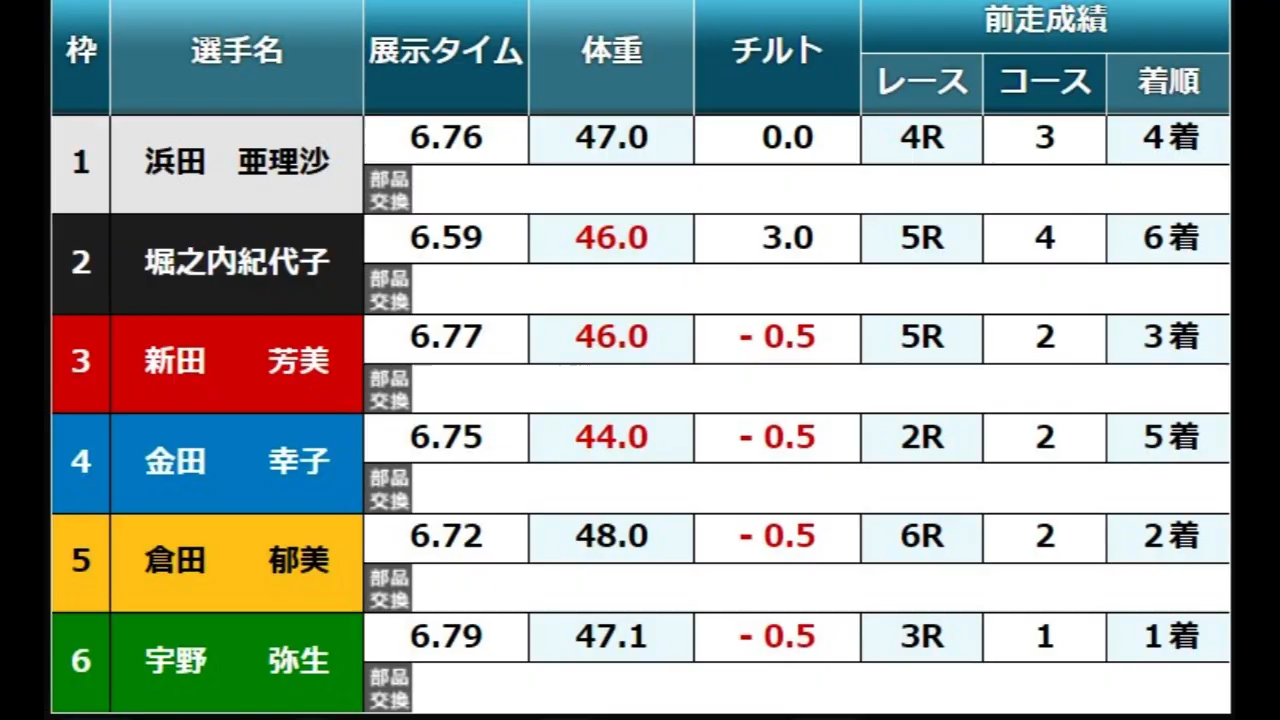 枠 選手名 展示タイム 体重 チルト 前走成績
レース コース 着順
1 浜田 亜理沙 6.76 47.0 0.0 4R 3 4着
部品
交換
2 堀之内紀代子 6.59 46.0 3.0 5R 4 6着
部品
交換
3 新田 芳美 6.77 46.0 - 0.5 5R 2 3着
部品
交換
4 金田 幸子 6.75 44.0 - 0.5 2R 2 5着
部品
交換
5 倉田 郁美 6.72 48.0 - 0.5 6R 2 2着
部品
交換
6 宇野 弥生 6.79 47.1 - 0.5 3R 1 1着
部品
交換